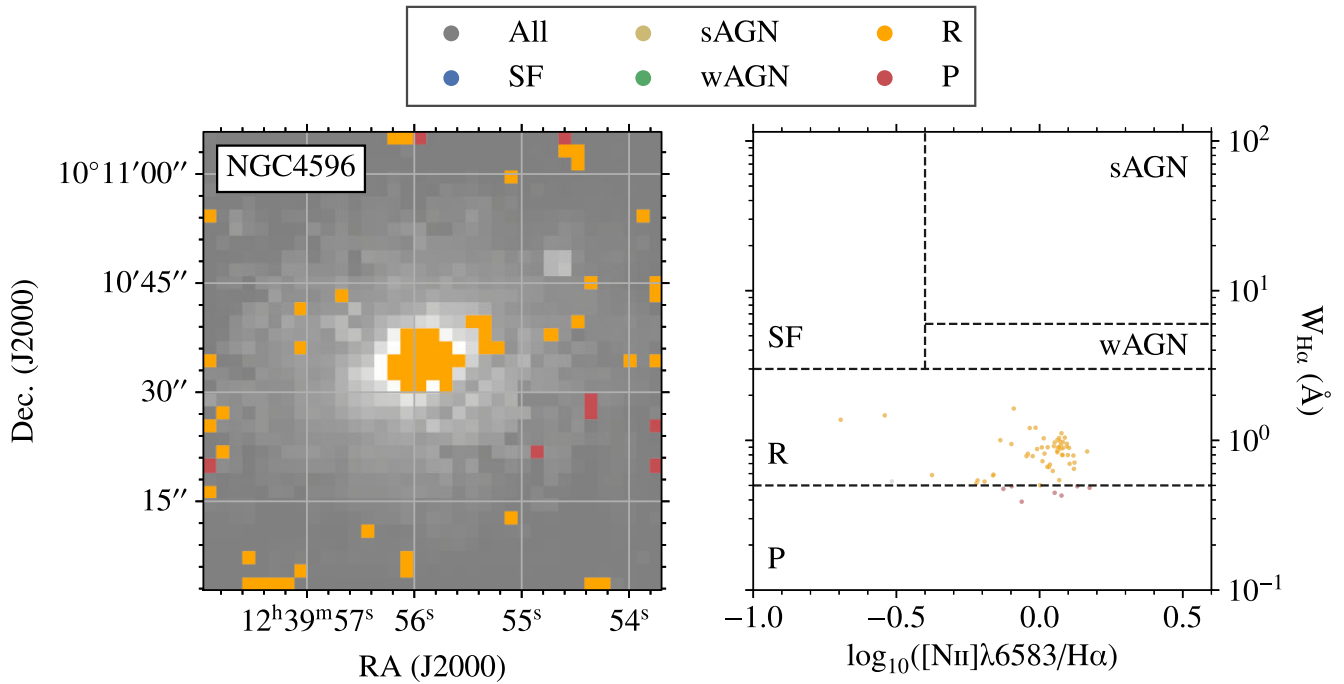 All sAGN R
SF wAGN P
NGC4596
Dec. (J2000)
10°11′00′′
10′45′′
30′′
15′′
12ʰ39ᵐ57ˢ 56ˢ 55ˢ 54ˢ
RA (J2000)
sAGN
SF
wAGN
R
P
10²
10¹
10⁰
10⁻¹
W_Hα (Å)
−1.0 −0.5 0.0 0.5
log₁₀([NII]λ6583/Hα)